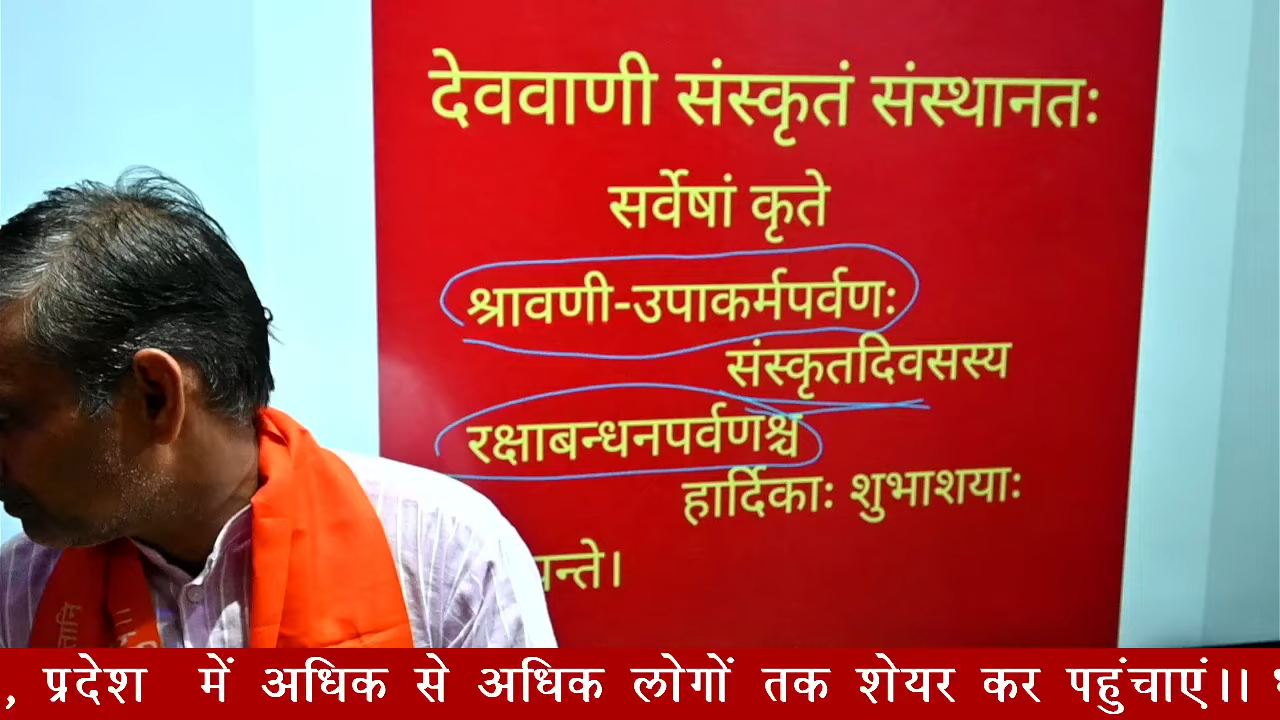 देववाणी संस्कृतं संस्थानतः
सर्वेषां कृते
श्रावणी-उपाकर्मपर्वणः
संस्कृतदिवसस्य
रक्षाबन्धनपर्वणश्च
हार्दिकाः शुभाशयाः
, प्रदेश में अधिक से अधिक लोगों तक शेयर कर पहुंचाएं।।